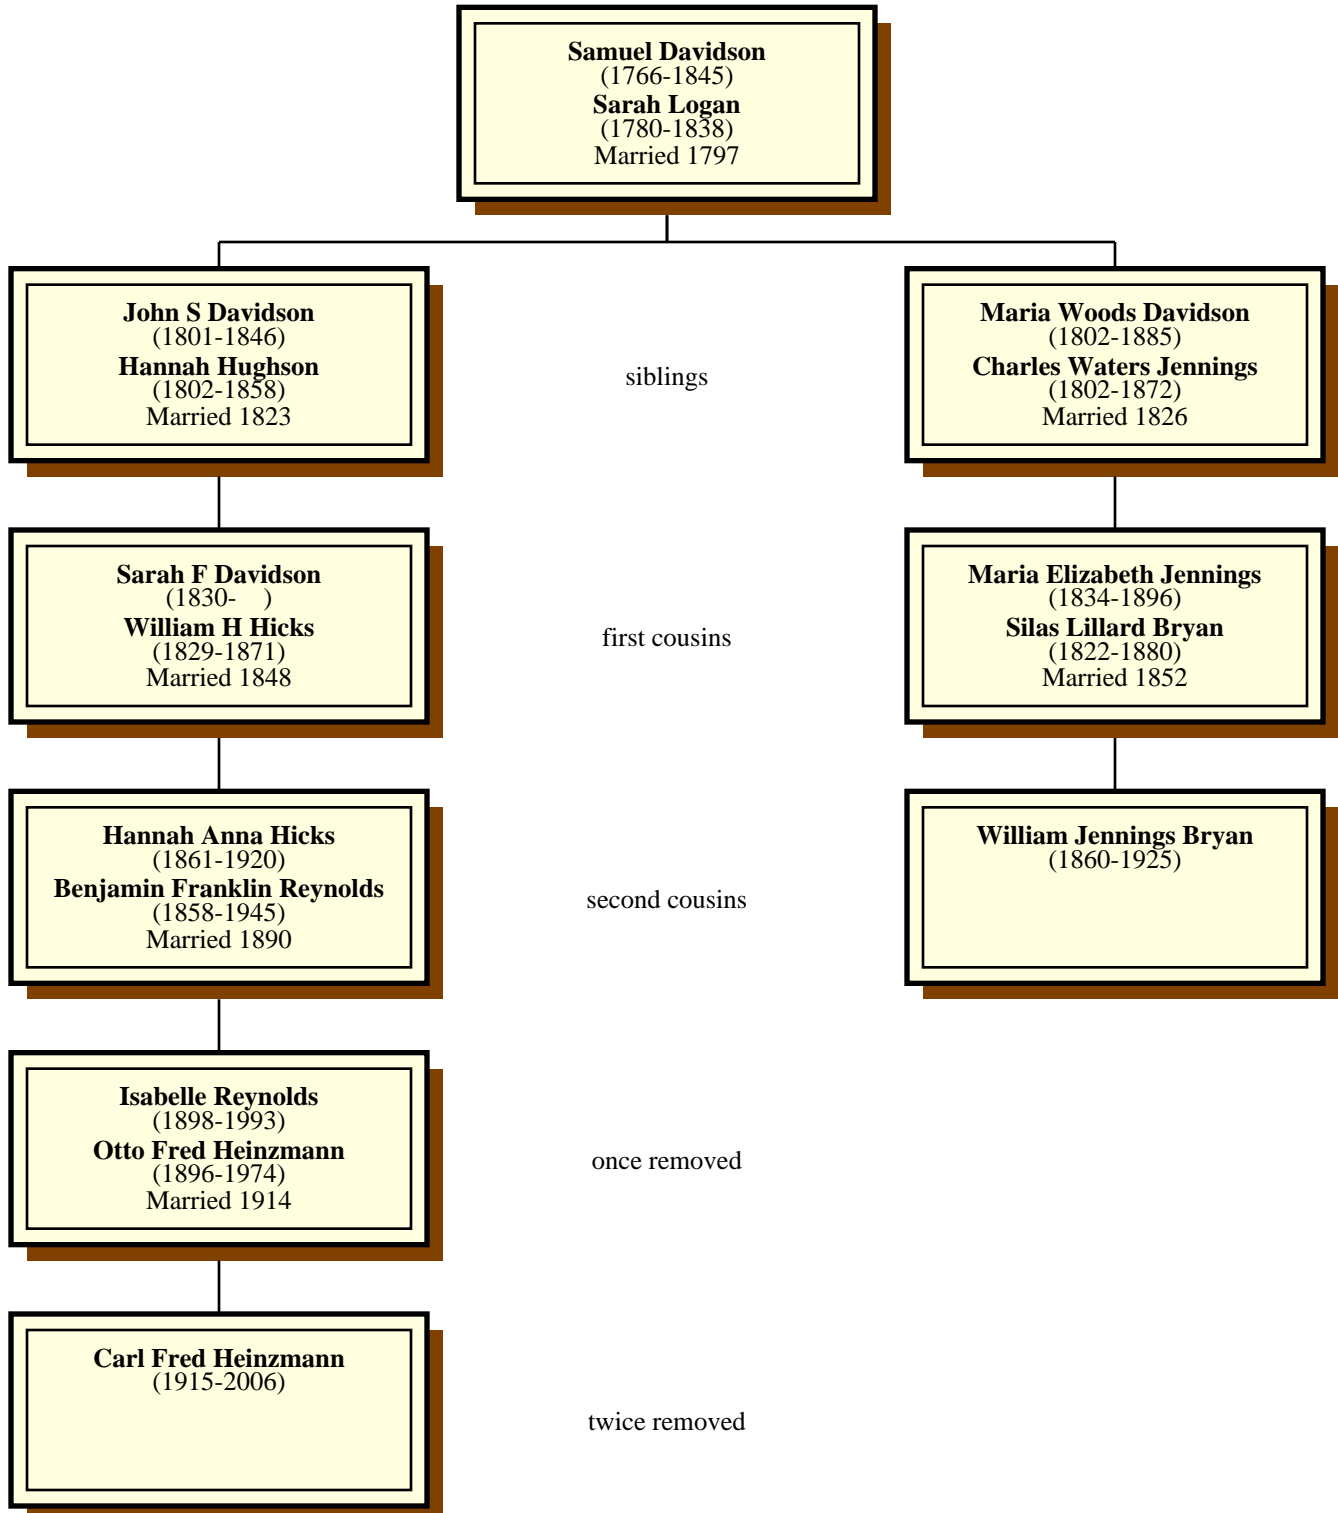 Samuel Davidson
(1766-1845)
Sarah Logan
(1780-1838)
Married 1797
John S Davidson
(1801-1846)
Hannah Hughson
(1802-1858)
Married 1823
siblings
Maria Woods Davidson
(1802-1885)
Charles Waters Jennings
(1802-1872)
Married 1826
Sarah F Davidson
(1830-    )
William H Hicks
(1829-1871)
Married 1848
first cousins
Maria Elizabeth Jennings
(1834-1896)
Silas Lillard Bryan
(1822-1880)
Married 1852
Hannah Anna Hicks
(1861-1920)
Benjamin Franklin Reynolds
(1858-1945)
Married 1890
second cousins
William Jennings Bryan
(1860-1925)
Isabelle Reynolds
(1898-1993)
Otto Fred Heinzmann
(1896-1974)
Married 1914
once removed
Carl Fred Heinzmann
(1915-2006)
twice removed